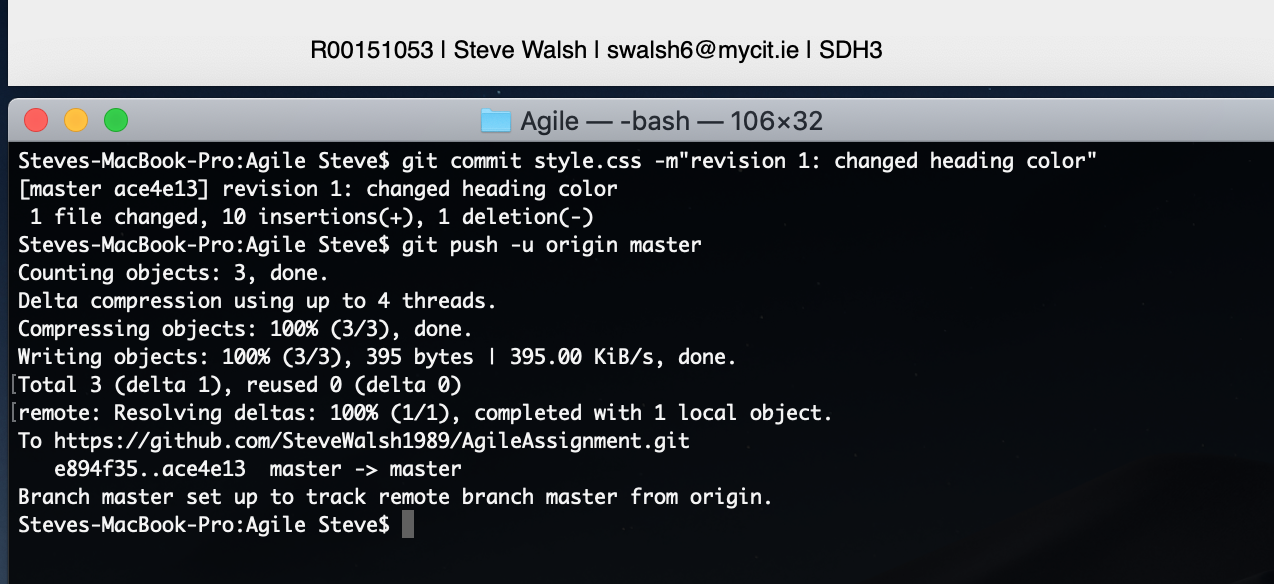 R00151053 | Steve Walsh | swalsh6@mycit.ie | SDH3
Agile — -bash — 106×32
Steves-MacBook-Pro:Agile Steve$ git commit style.css -m"revision 1: changed heading color"
[master ace4e13] revision 1: changed heading color
 1 file changed, 10 insertions(+), 1 deletion(-)
Steves-MacBook-Pro:Agile Steve$ git push -u origin master
Counting objects: 3, done.
Delta compression using up to 4 threads.
Compressing objects: 100% (3/3), done.
Writing objects: 100% (3/3), 395 bytes | 395.00 KiB/s, done.
[Total 3 (delta 1), reused 0 (delta 0)
[remote: Resolving deltas: 100% (1/1), completed with 1 local object.
To https://github.com/SteveWalsh1989/AgileAssignment.git
   e894f35..ace4e13  master -> master
Branch master set up to track remote branch master from origin.
Steves-MacBook-Pro:Agile Steve$